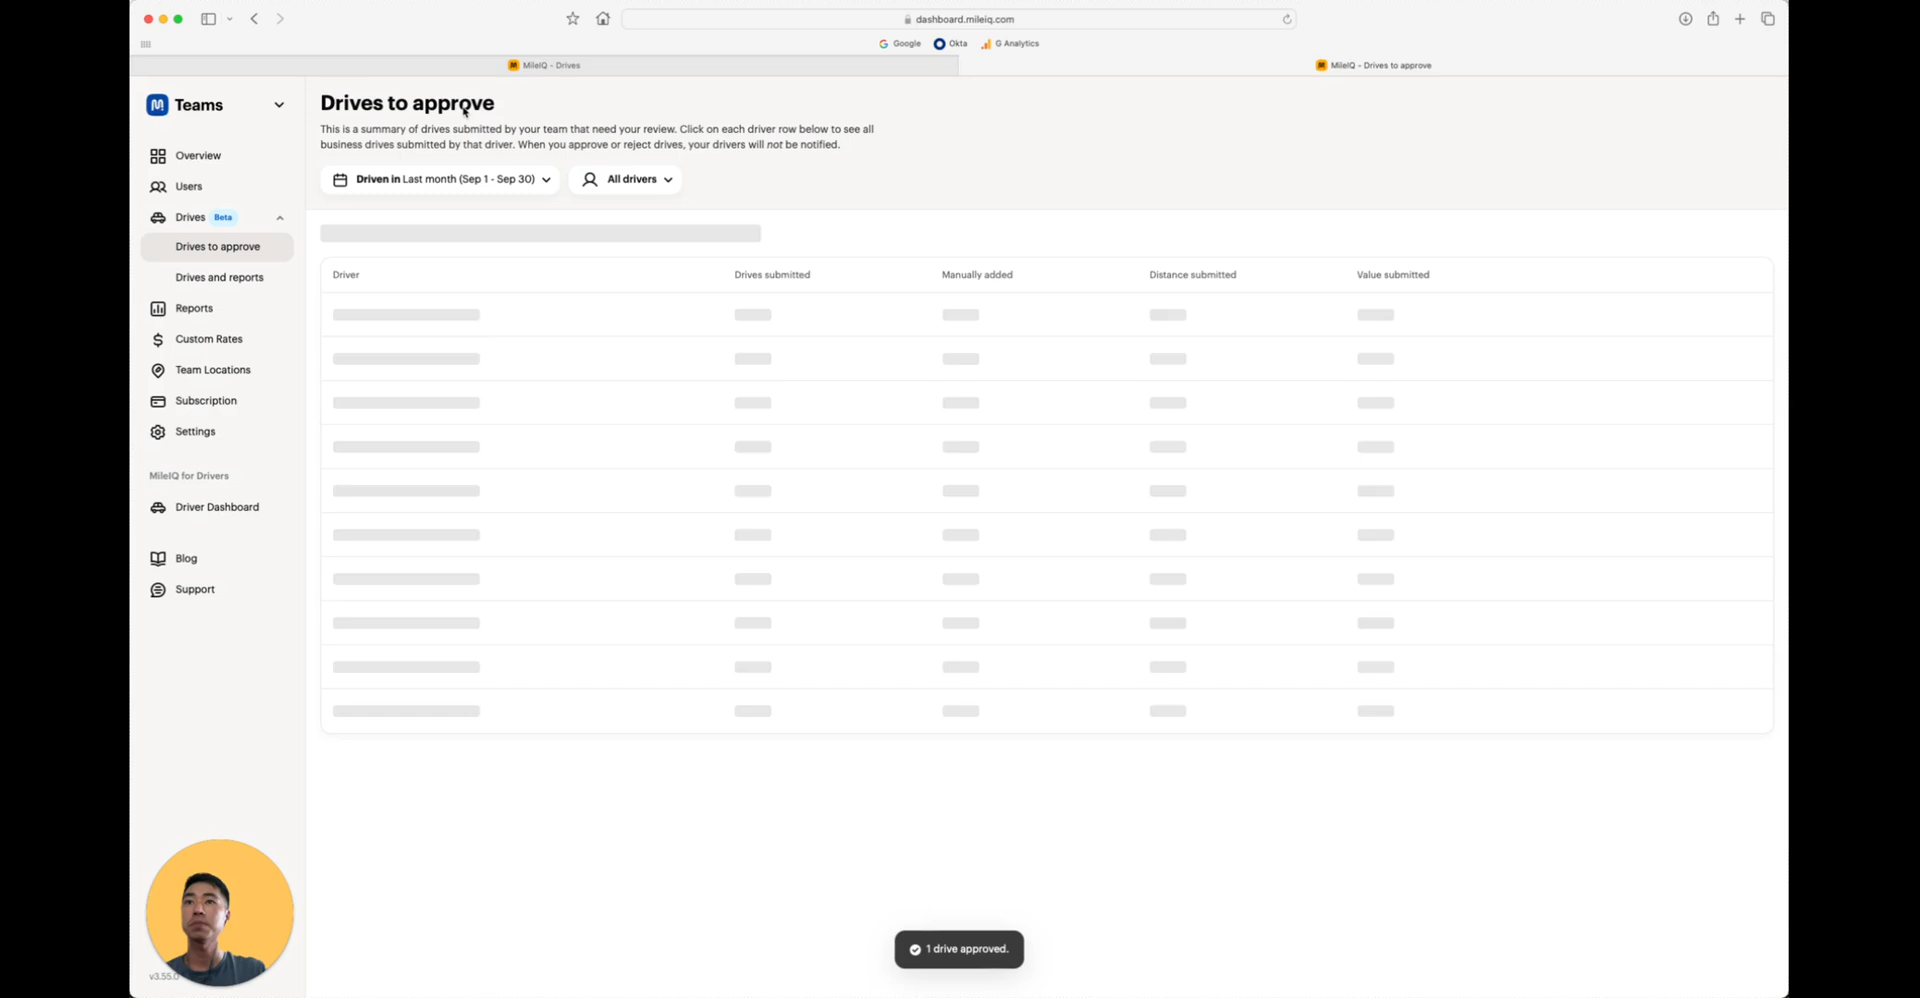 dashboard.mileiq.com
Google
Okta
G Analytics
MileIQ - Drives
MileIQ - Drives to approve
Teams
Overview
Users
Drives Beta
Drives to approve
Drives and reports
Reports
Custom Rates
Team Locations
Subscription
Settings
MileIQ for Drivers
Driver Dashboard
Blog
Support
Drives to approve
This is a summary of drives submitted by your team that need your review. Click on each driver row below to see all
business drives submitted by that driver. When you approve or reject drives, your drivers will not be notified.
Driven in Last month (Sep 1 - Sep 30)
All drivers
Driver
Drives submitted
Manually added
Distance submitted
Value submitted
1 drive approved.